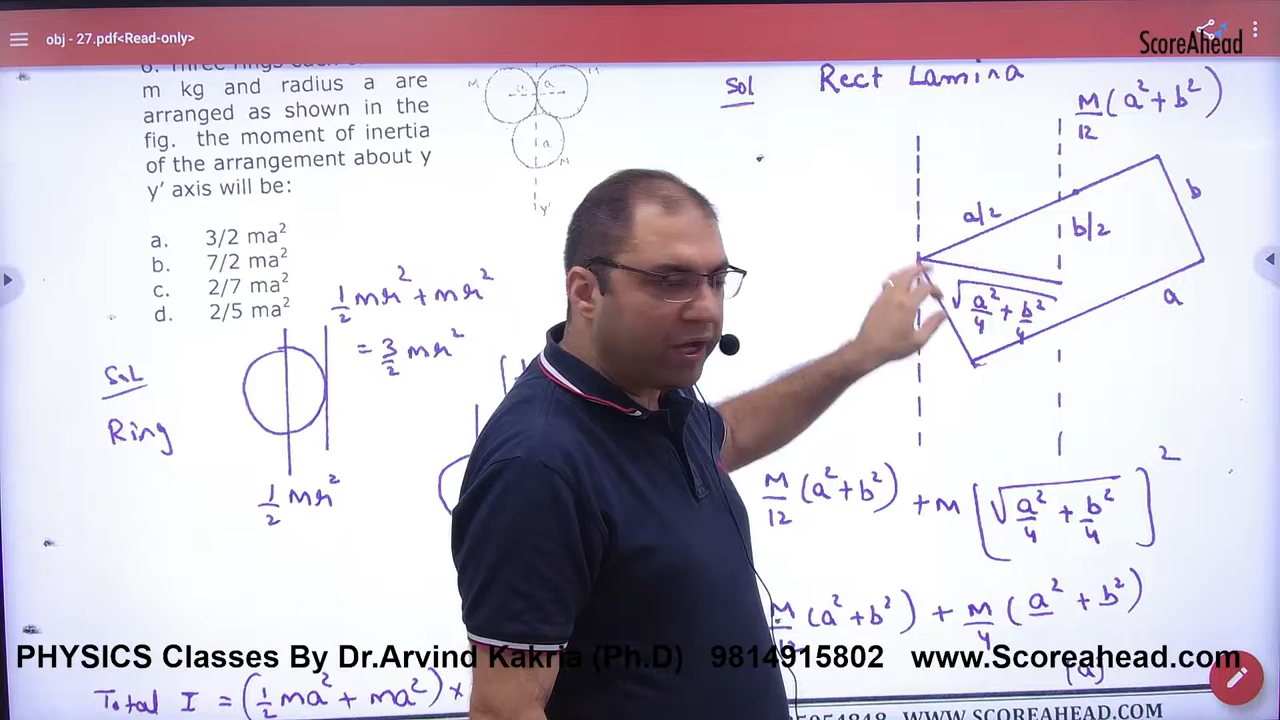 obj - 27.pdf<Read-only>
ScoreAhead
m kg and radius a are
arranged as shown in the
fig. the moment of inertia
of the arrangement about y
y′ axis will be:
a. 3/2 ma²
b. 7/2 ma²
c. 2/7 ma²
d. 2/5 ma²
M
M
a
a
M
y'
Sol
Ring
½ mr² + mr²
= 3/2 mr²
½ mr²
Total I = (½ ma² + ma²) ×
Sol
Rect Lamina
M/12 (a² + b²)
a/2
b/2
b
a
√(a²/4 + b²/4)
M/12 (a² + b²) + m [√(a²/4 + b²/4)]²
M/12 (a² + b²) + M/4 (a² + b²)
(a)
PHYSICS Classes By Dr.Arvind Kakria (Ph.D) 9814915802 www.Scoreahead.com
WWW.SCOREAHEAD.COM